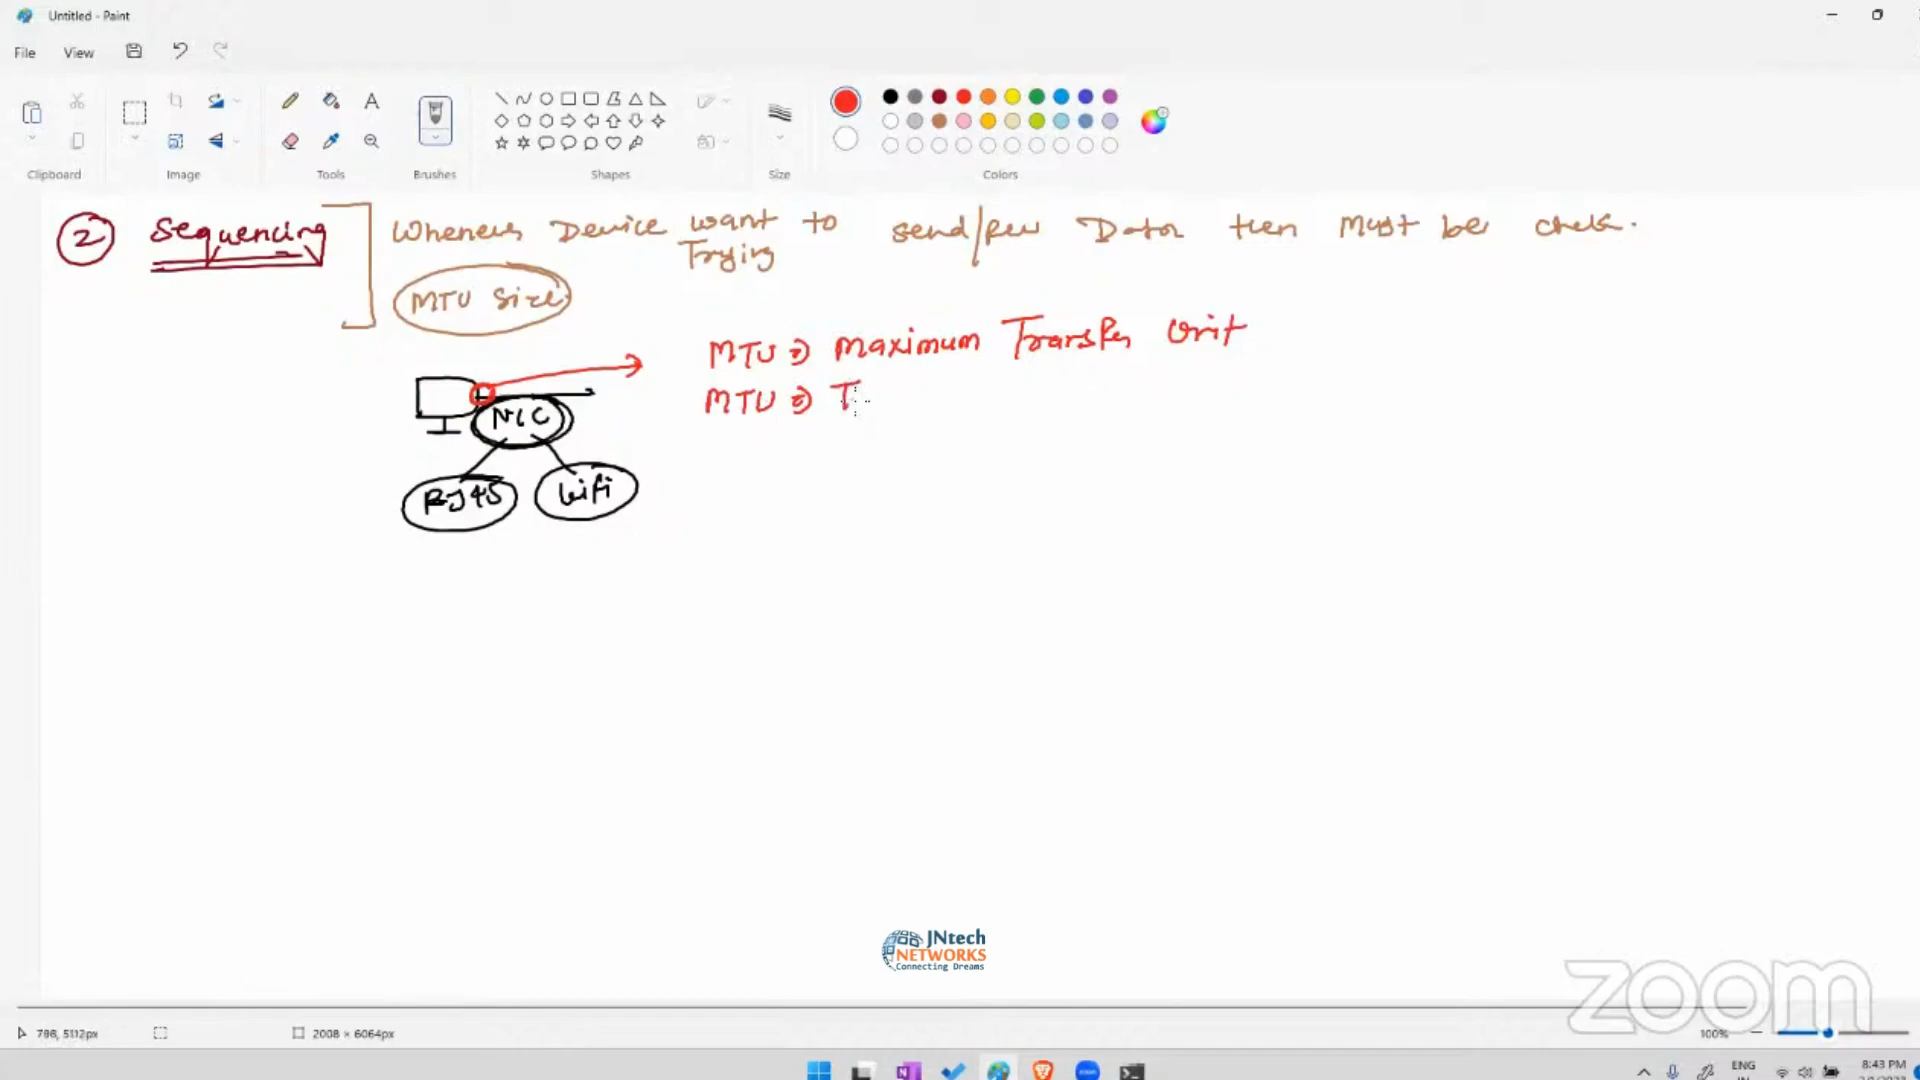 Untitled - Paint
File View
Clipboard Image Tools Brushes Shapes Size Colors
2 Sequencing
Whenever Device want to send/rev Data then must be check.
Trying
MTU Size
MTU ⇒ Maximum Transfer Unit
MTU ⇒ T
NIC
RJ45 Wifi
JNtech
NETWORKS
Connecting Dreams
zoom
796, 5112px 2008 × 6064px 100%
ENG
8:43 PM